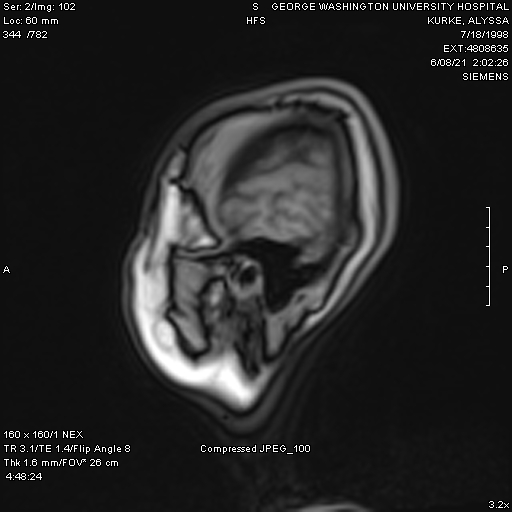 Ser: 2/Img: 102
Loc: 60 mm
344 /782
S
HFS
GEORGE WASHINGTON UNIVERSITY HOSPITAL
KURKE, ALYSSA
7/18/1998
EXT:4808635
6/08/21 2:02:26
SIEMENS
A
P
160 x 160/1 NEX
TR 3.1/TE 1.4/Flip Angle 8
Thk 1.6 mm/FOV* 26 cm
4:48:24
Compressed JPEG_100
3.2x